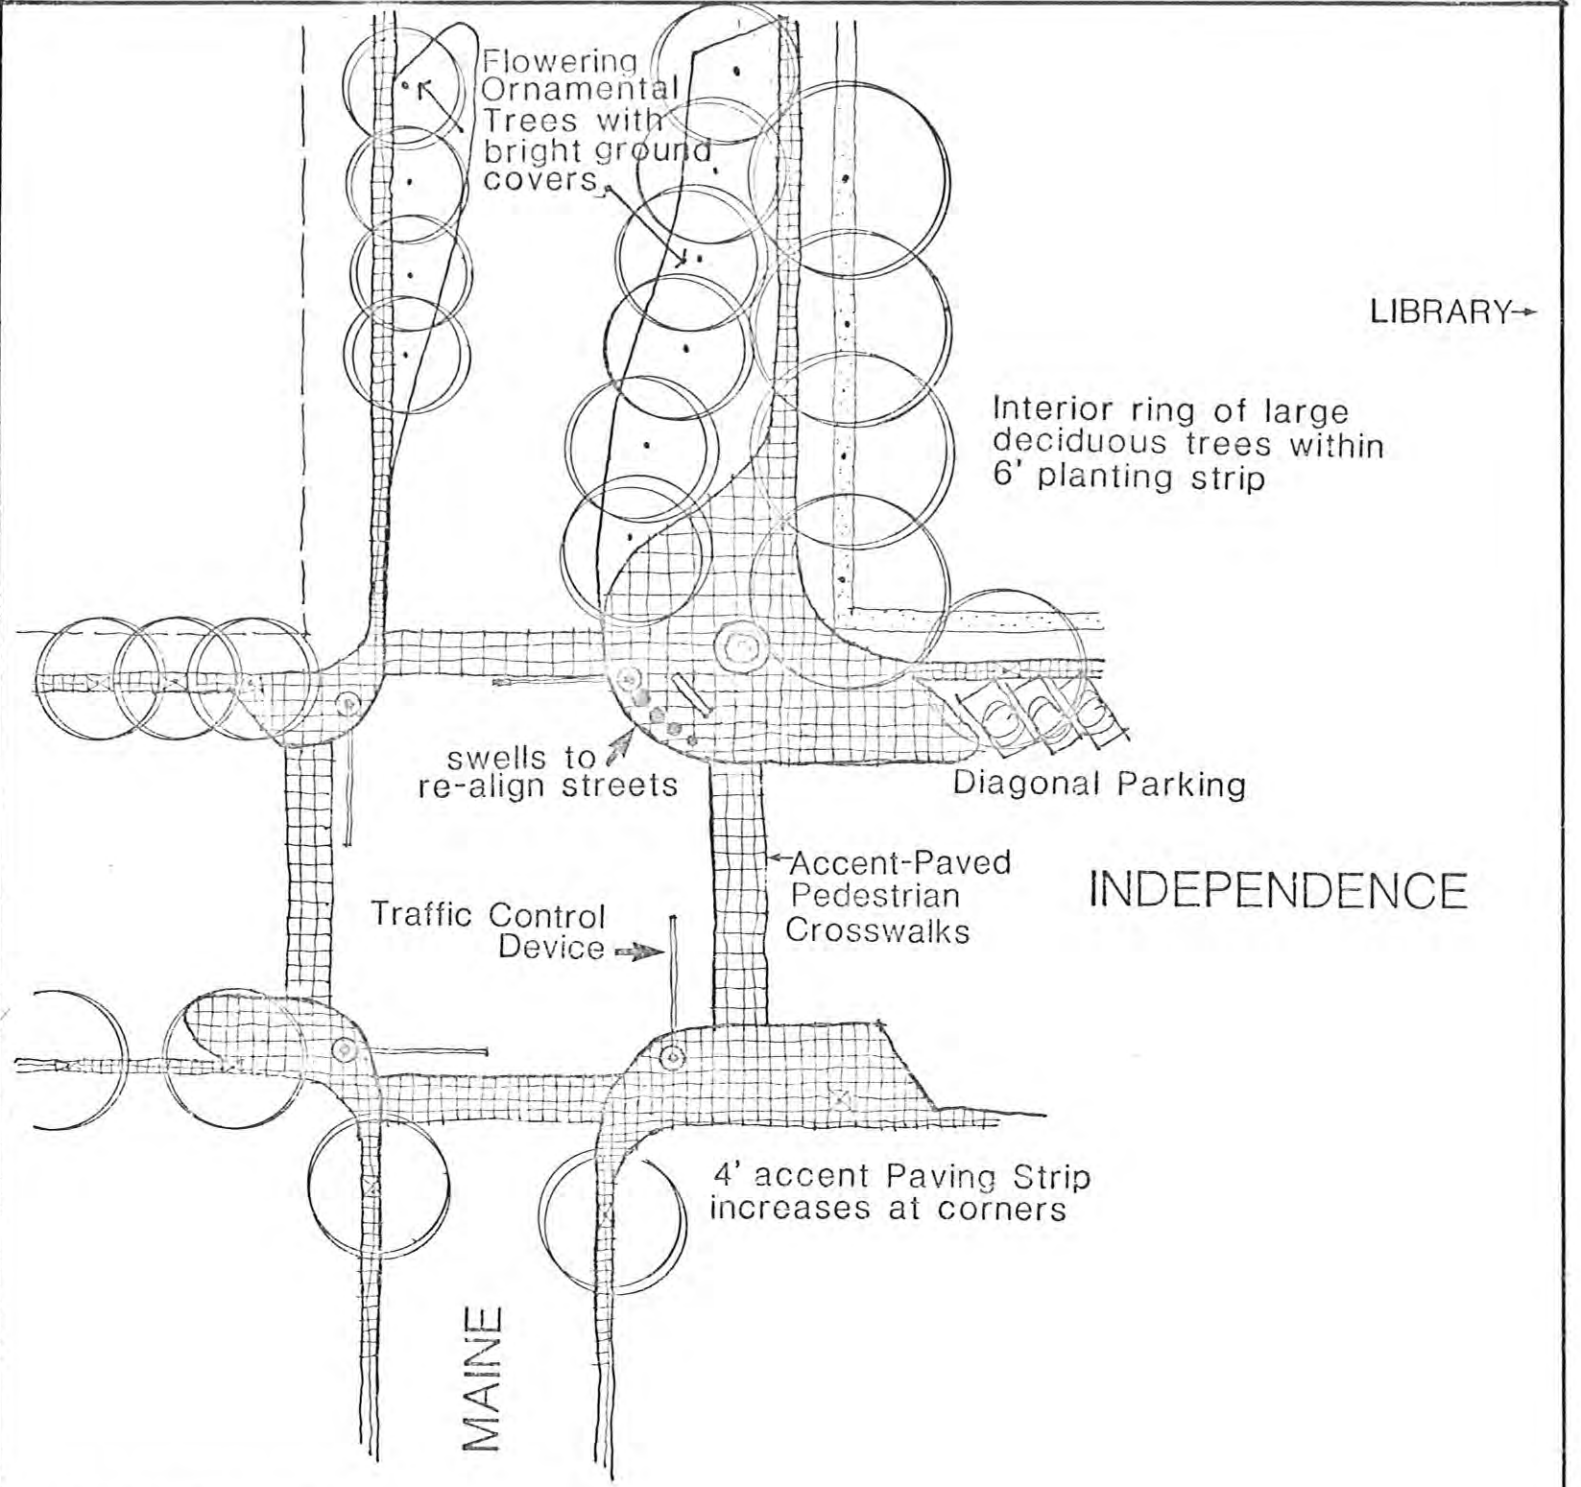 Flowering
Ornamental
Trees with
bright ground
covers
LIBRARY
Interior ring of large
deciduous trees within
6' planting strip
swells to
re-align streets
Diagonal Parking
Accent-Paved
Pedestrian
Crosswalks
INDEPENDENCE
Traffic Control
Device
4' accent Paving Strip
increases at corners
MAINE